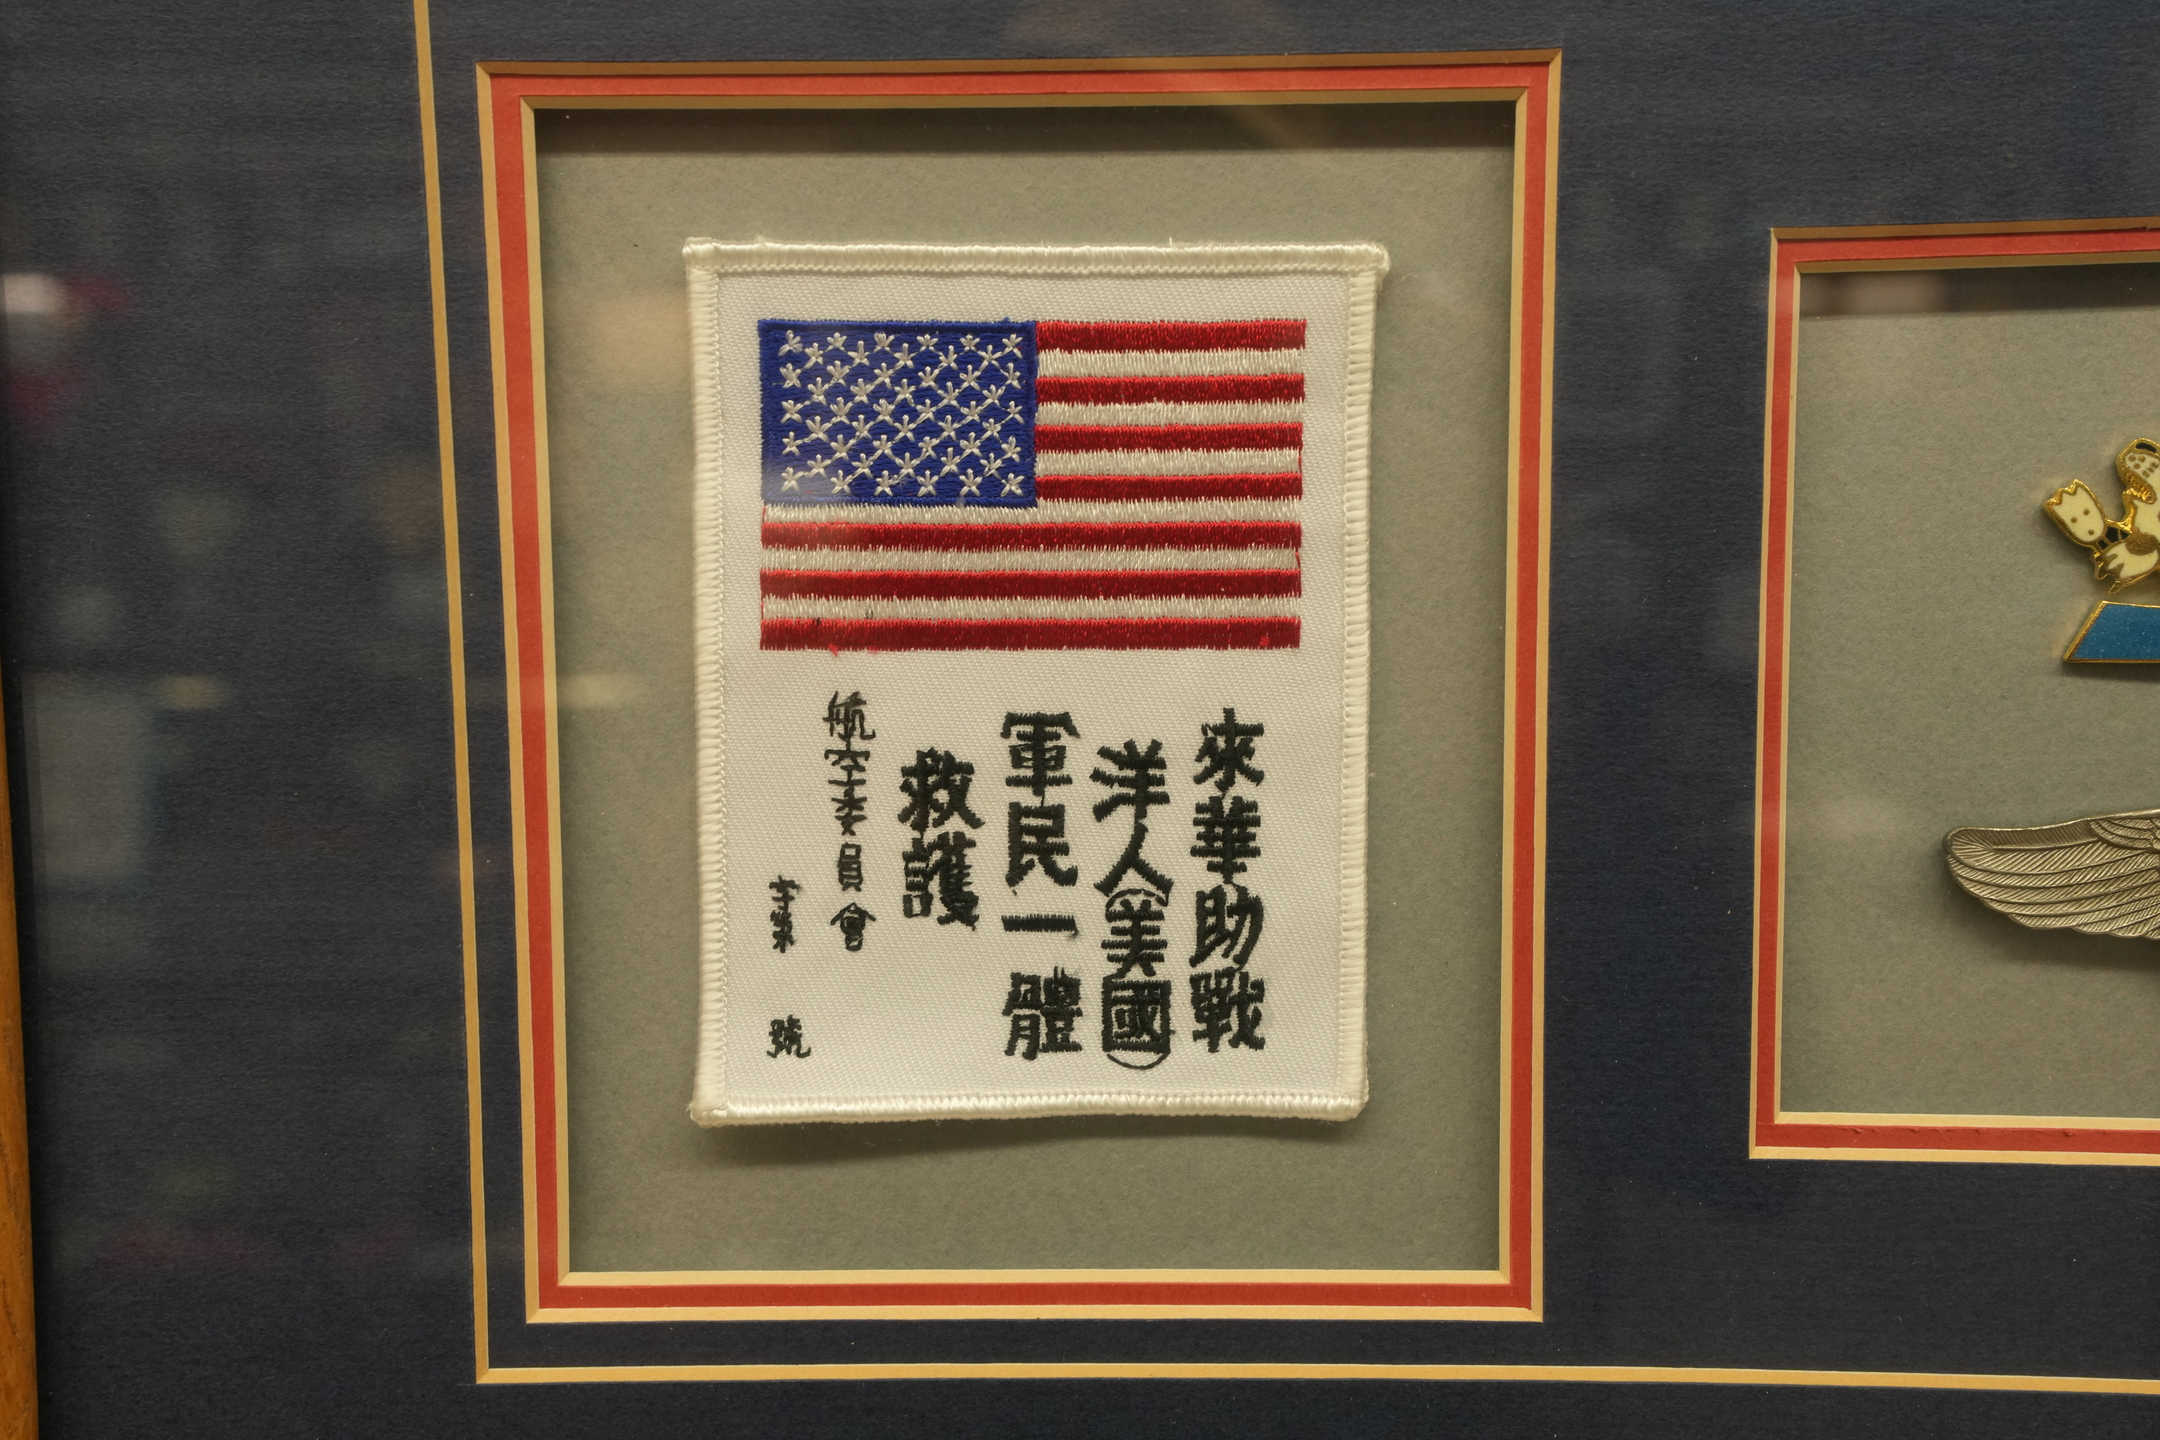 來華助戰
洋人(美國)
軍民一體
救護
航空委員會
字第 號